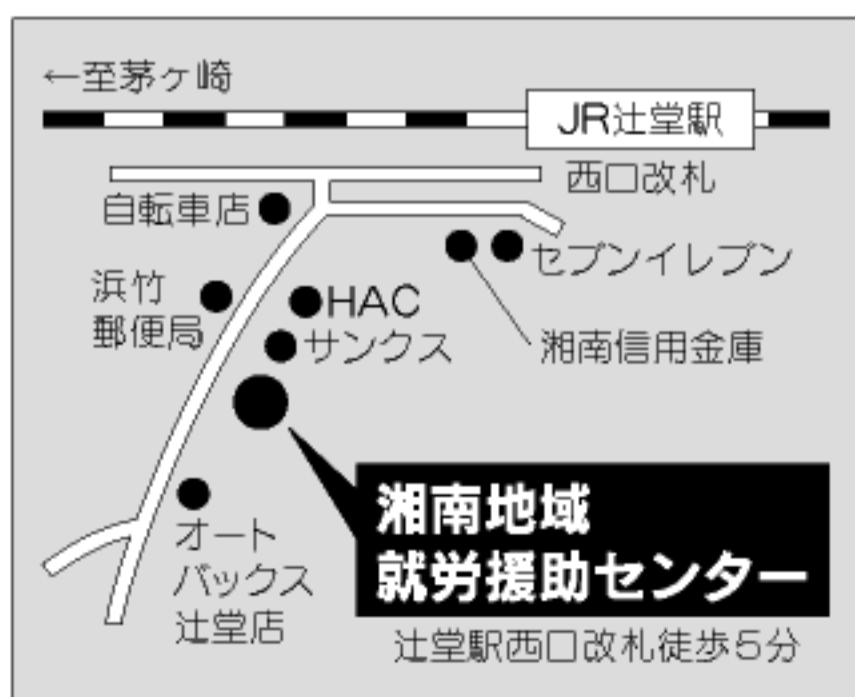 ←至茅ヶ崎
JR辻堂駅
西口改札
自転車店
セブンイレブン
浜竹
郵便局
HAC
サンクス
湘南信用金庫
湘南地域
就労援助センター
オート
バックス
辻堂店
辻堂駅西口改札徒歩5分